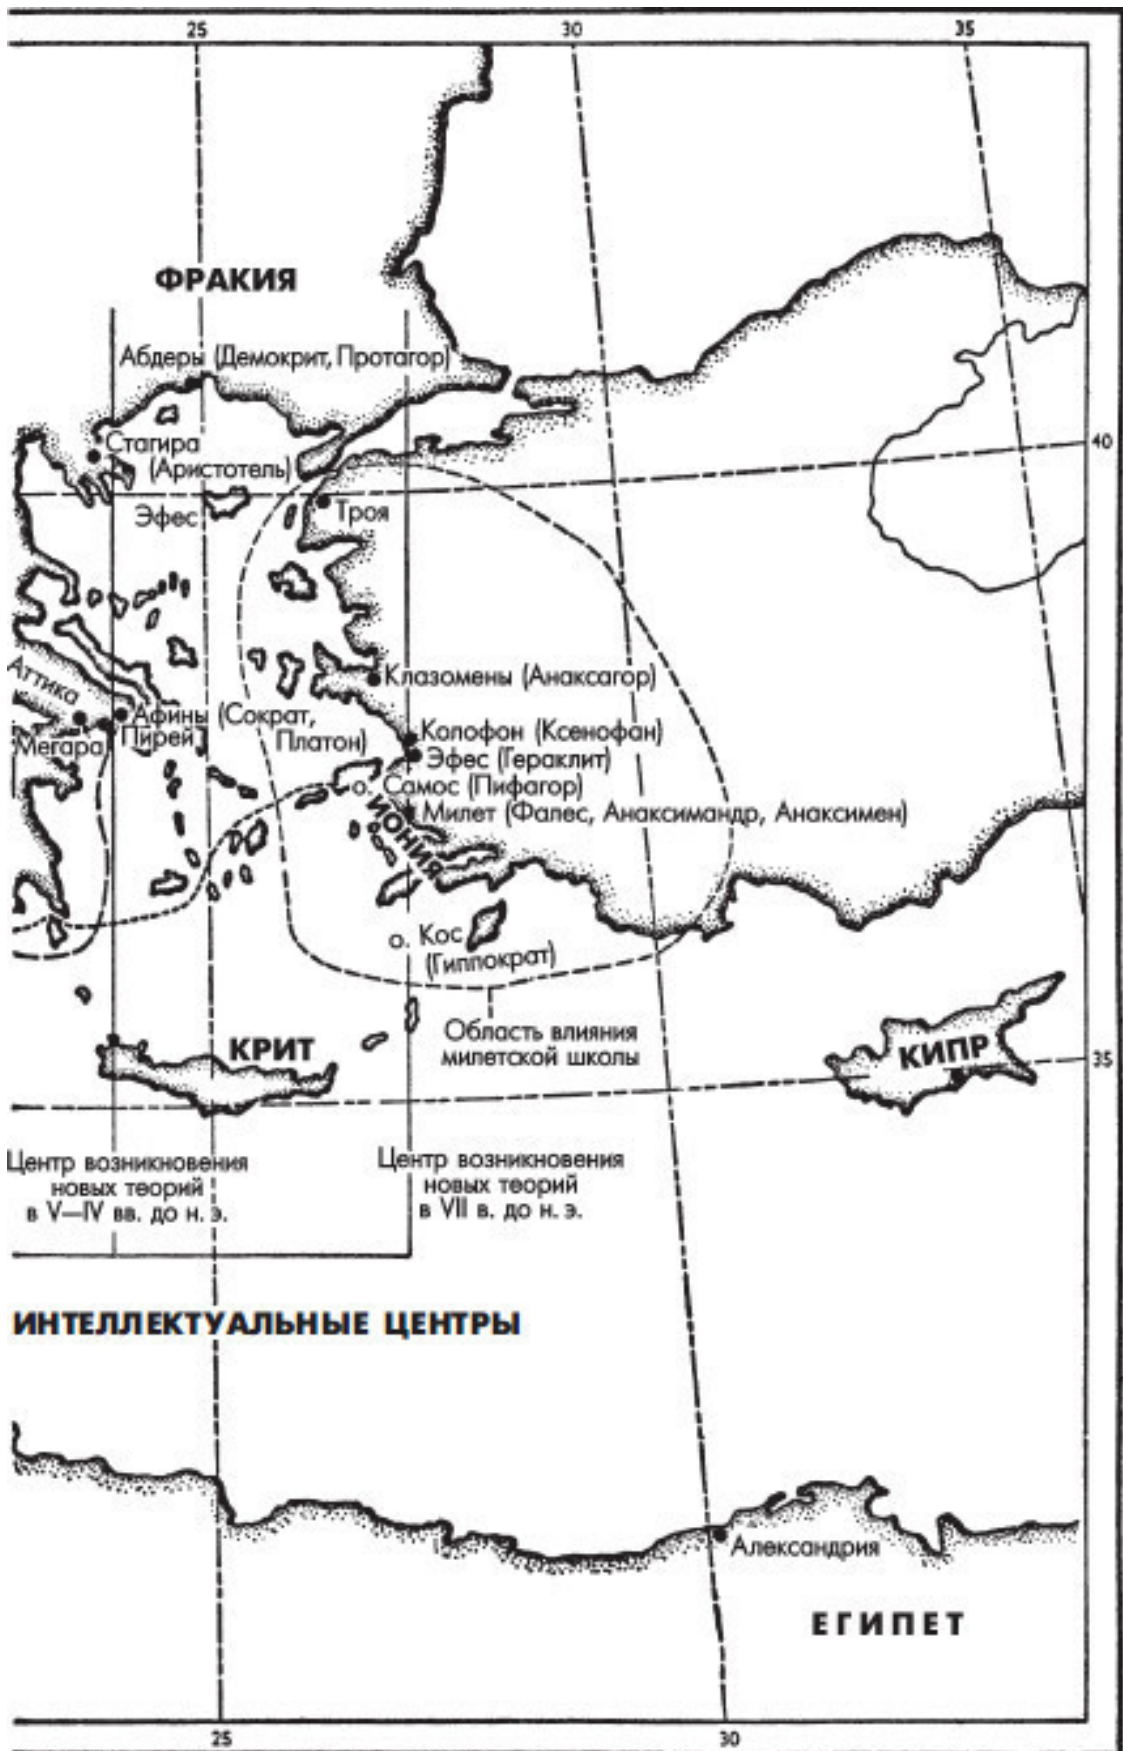 25 30 35
ФРАКИЯ
Абдеры (Демокрит, Протагор)
Стагира
(Аристотель)
40
Эфес
Троя
Клазомены (Анаксагор)
Аттика
Афины (Сократ,
Платон)
Пирей
Мегара
Колофон (Ксенофан)
Эфес (Гераклит)
о. Самос (Пифагор)
Милет (Фалес, Анаксимандр, Анаксимен)
ИОНИЯ
о. Кос
(Гиппократ)
Область влияния
милетской школы
КРИТ
КИПР
35
Центр возникновения
новых теорий
в V—IV вв. до н. э.
Центр возникновения
новых теорий
в VII в. до н. э.
ИНТЕЛЛЕКТУАЛЬНЫЕ ЦЕНТРЫ
Александрия
ЕГИПЕТ
25 30